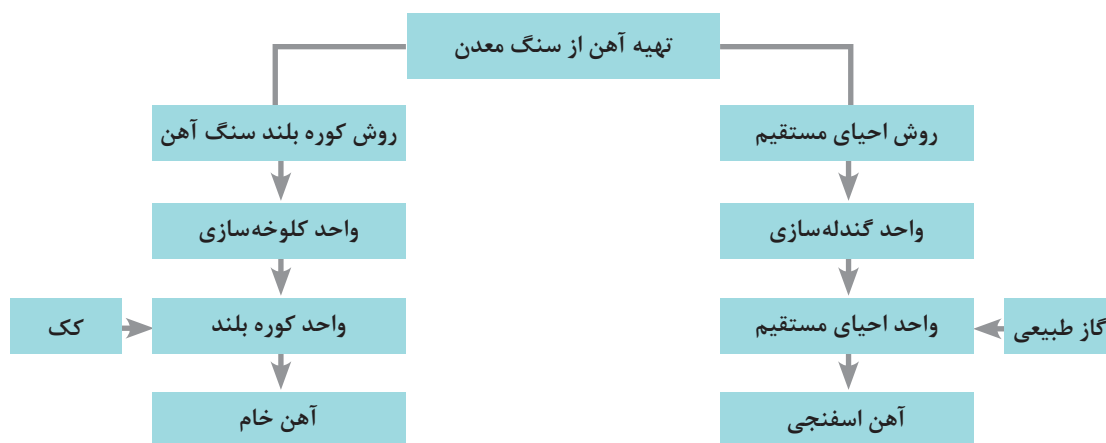 تهیه آهن از سنگ معدن
روش احیای مستقیم
روش کوره بلند سنگ آهن
واحد گندله‌سازی
واحد کلوخه‌سازی
گاز طبیعی
واحد احیای مستقیم
واحد کوره بلند
کک
آهن اسفنجی
آهن خام